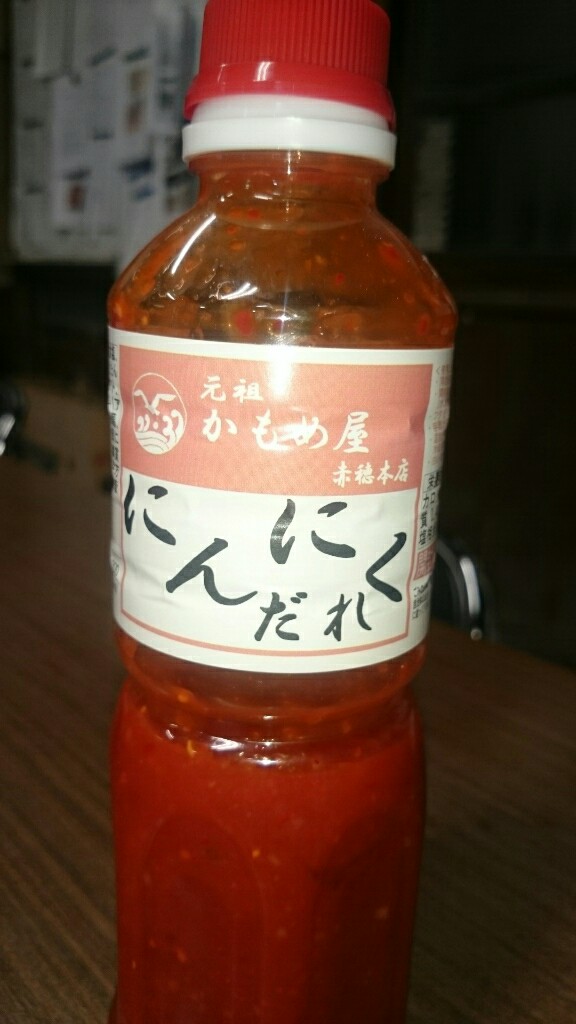 元祖
かもめ屋
赤穂本店
にんにく
だれ